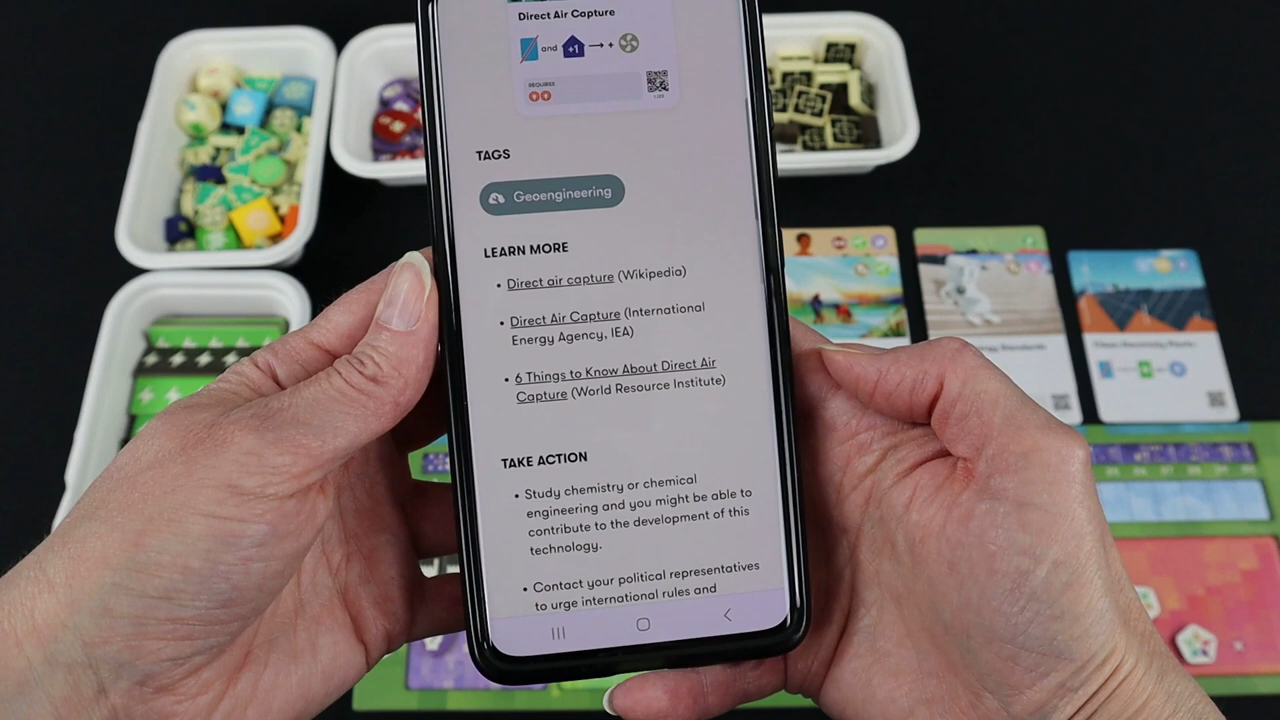 Direct Air Capture
and +1 +
REQUIRES
TAGS
Geoengineering
LEARN MORE
• Direct air capture (Wikipedia)
• Direct Air Capture (International
Energy Agency, IEA)
• 6 Things to Know About Direct Air
Capture (World Resource Institute)
TAKE ACTION
• Study chemistry or chemical
engineering and you might be able to
contribute to the development of this
technology.
• Contact your political representatives
to urge international rules and